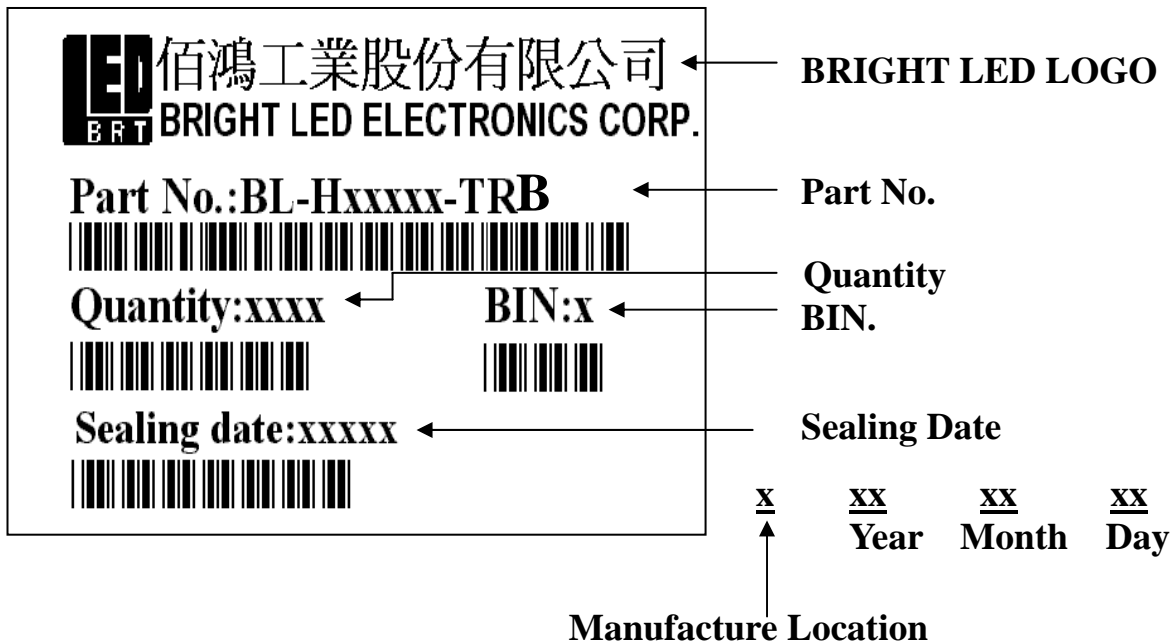 LED 佰鴻工業股份有限公司
BRT BRIGHT LED ELECTRONICS CORP.
BRIGHT LED LOGO
Part No.:BL-Hxxxxx-TRB
Part No.
Quantity:xxxx
BIN:x
Quantity
BIN.
Sealing date:xxxxx
Sealing Date
x xx xx xx
Year Month Day
Manufacture Location